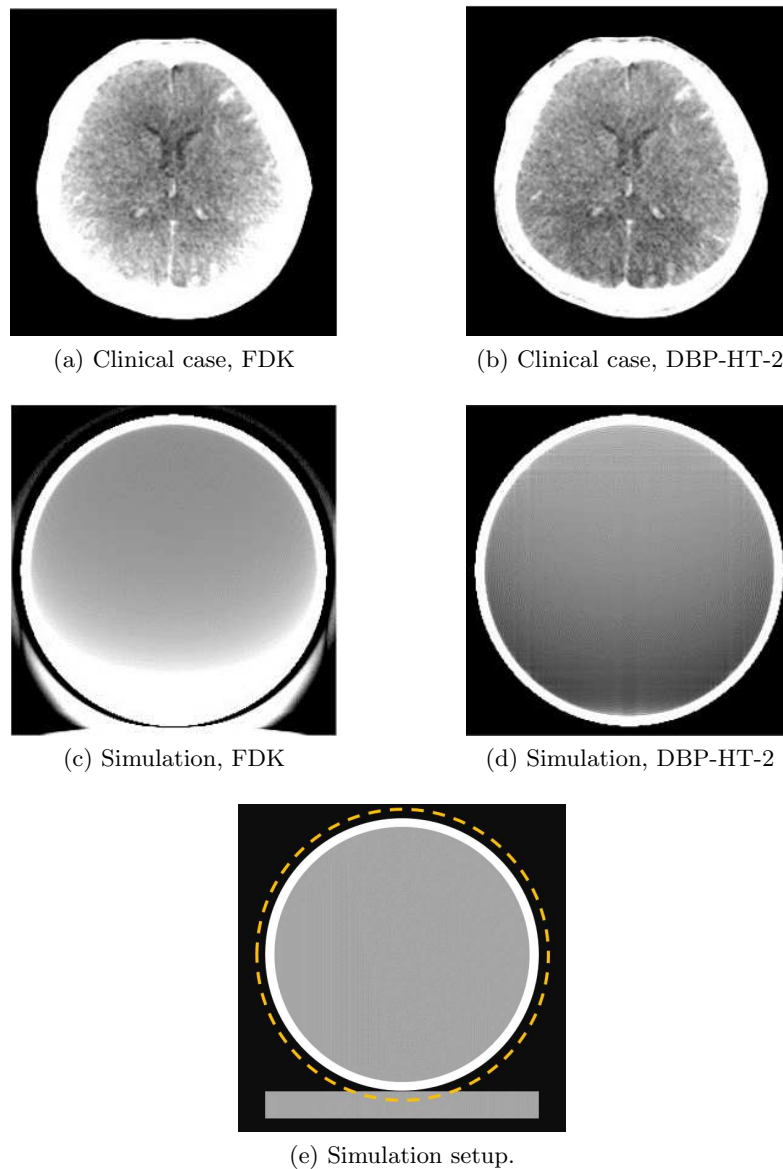 (a) Clinical case, FDK
(b) Clinical case, DBP-HT-2
(c) Simulation, FDK
(d) Simulation, DBP-HT-2
(e) Simulation setup.